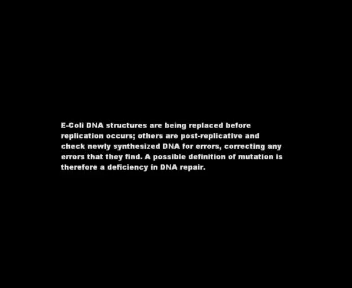 E-Coli DNA structures are being replaced before
replication occurs; others are post-replicative and
check newly synthesized DNA for errors, correcting any
errors that they find. A possible definition of mutation is
therefore a deficiency in DNA repair.